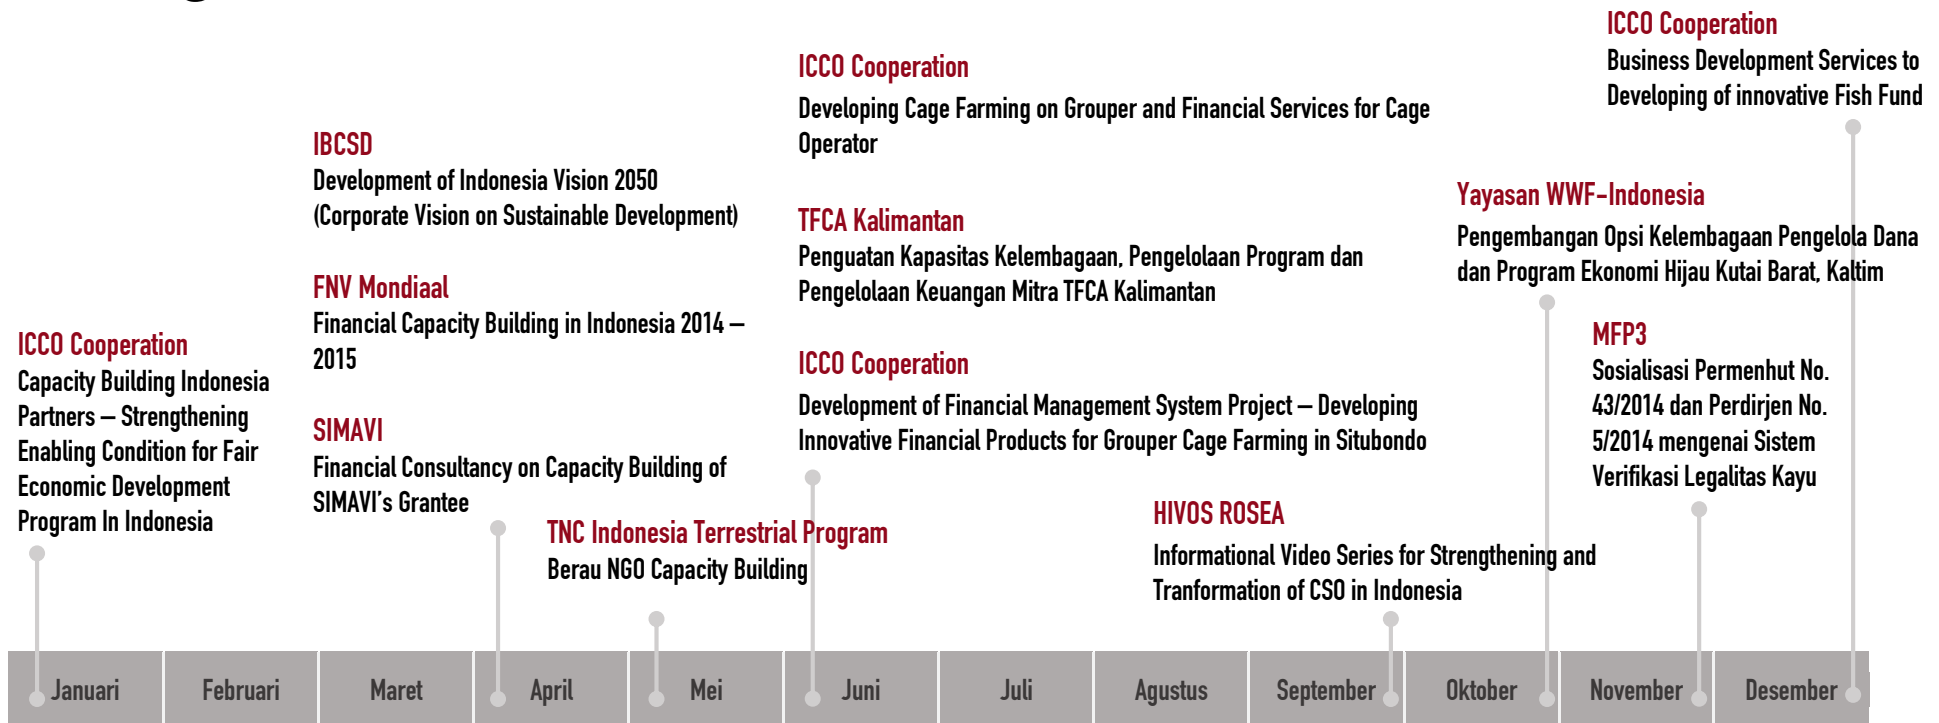 ICCO Cooperation
Capacity Building Indonesia
Partners – Strengthening
Enabling Condition for Fair
Economic Development
Program In Indonesia
IBCSD
Development of Indonesia Vision 2050
(Corporate Vision on Sustainable Development)
FNV Mondiaal
Financial Capacity Building in Indonesia 2014 –
2015
SIMAVI
Financial Consultancy on Capacity Building of
SIMAVI's Grantee
TNC Indonesia Terrestrial Program
Berau NGO Capacity Building
ICCO Cooperation
Developing Cage Farming on Grouper and Financial Services for Cage
Operator
TFCA Kalimantan
Penguatan Kapasitas Kelembagaan, Pengelolaan Program dan
Pengelolaan Keuangan Mitra TFCA Kalimantan
ICCO Cooperation
Development of Financial Management System Project – Developing
Innovative Financial Products for Grouper Cage Farming in Situbondo
HIVOS ROSEA
Informational Video Series for Strengthening and
Tranformation of CSO in Indonesia
Yayasan WWF-Indonesia
Pengembangan Opsi Kelembagaan Pengelola Dana
dan Program Ekonomi Hijau Kutai Barat, Kaltim
MFP3
Sosialisasi Permenhut No.
43/2014 dan Perdirjen No.
5/2014 mengenai Sistem
Verifikasi Legalitas Kayu
ICCO Cooperation
Business Development Services to
Developing of innovative Fish Fund
Januari Februari Maret April Mei Juni Juli Agustus September Oktober November Desember